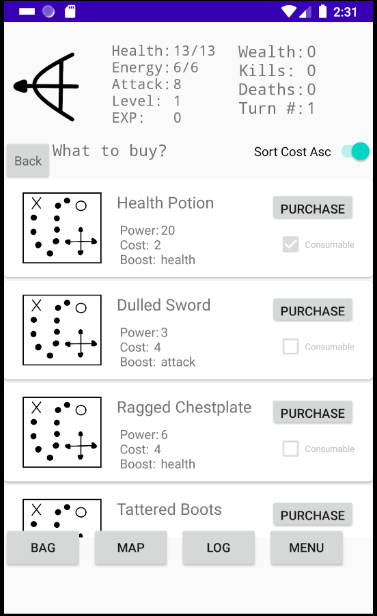 2:31
Health: 13/13
Energy: 6/6
Attack: 8
Level: 1
EXP: 0
Wealth: 0
Kills: 0
Deaths: 0
Turn #: 1
Back
What to buy?
Sort Cost Asc
X O
Health Potion
PURCHASE
Power: 20
Cost: 2
Boost: health
Consumable
X O
Dulled Sword
PURCHASE
Power: 3
Cost: 4
Boost: attack
Consumable
X O
Ragged Chestplate
PURCHASE
Power: 6
Cost: 4
Boost: health
Consumable
X O
Tattered Boots
PURCHASE
BAG
MAP
LOG
MENU